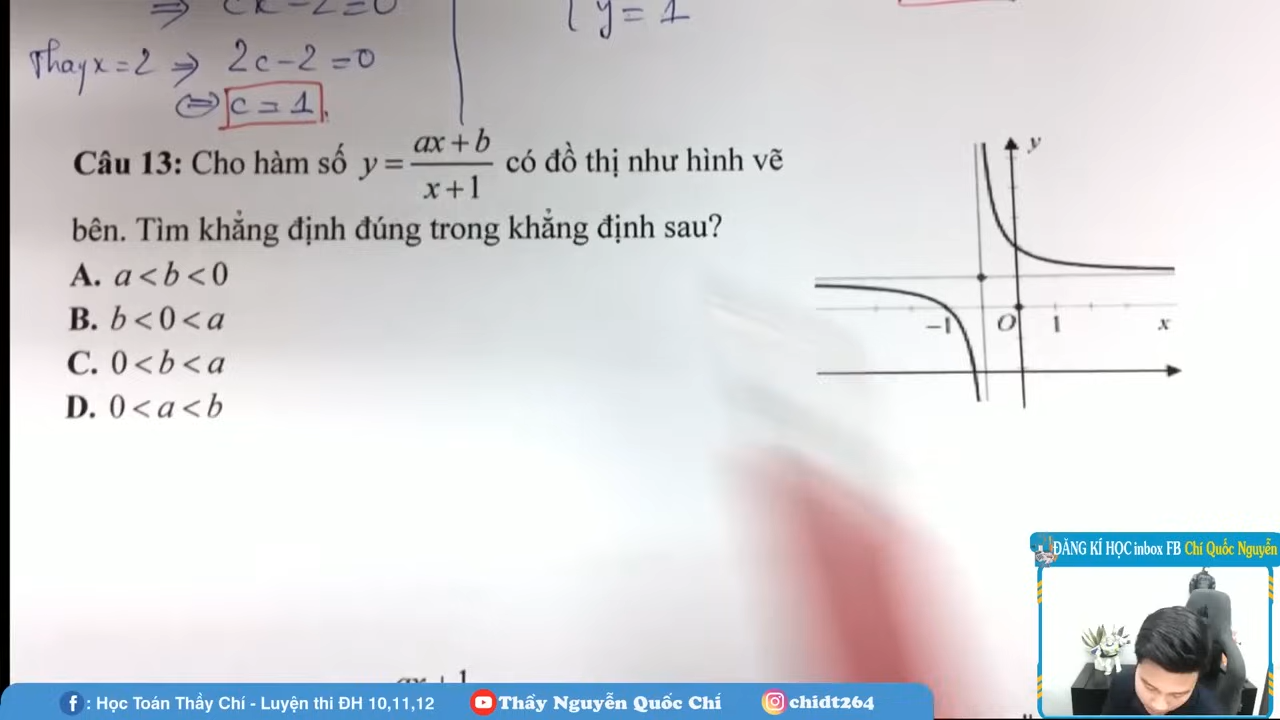 ⇒ cx - 2 = 0
y = 1
Thay x = 2 ⇒ 2c - 2 = 0
⇔ c = 1
Câu 13: Cho hàm số y = (ax + b)/(x + 1) có đồ thị như hình vẽ
bên. Tìm khẳng định đúng trong khẳng định sau?
A. a < b < 0
B. b < 0 < a
C. 0 < b < a
D. 0 < a < b
y
-1 O 1 x
ĐĂNG KÍ HỌC inbox FB Chí Quốc Nguyễn
: Học Toán Thầy Chí - Luyện thi ĐH 10,11,12
Thầy Nguyễn Quốc Chí
chidt264